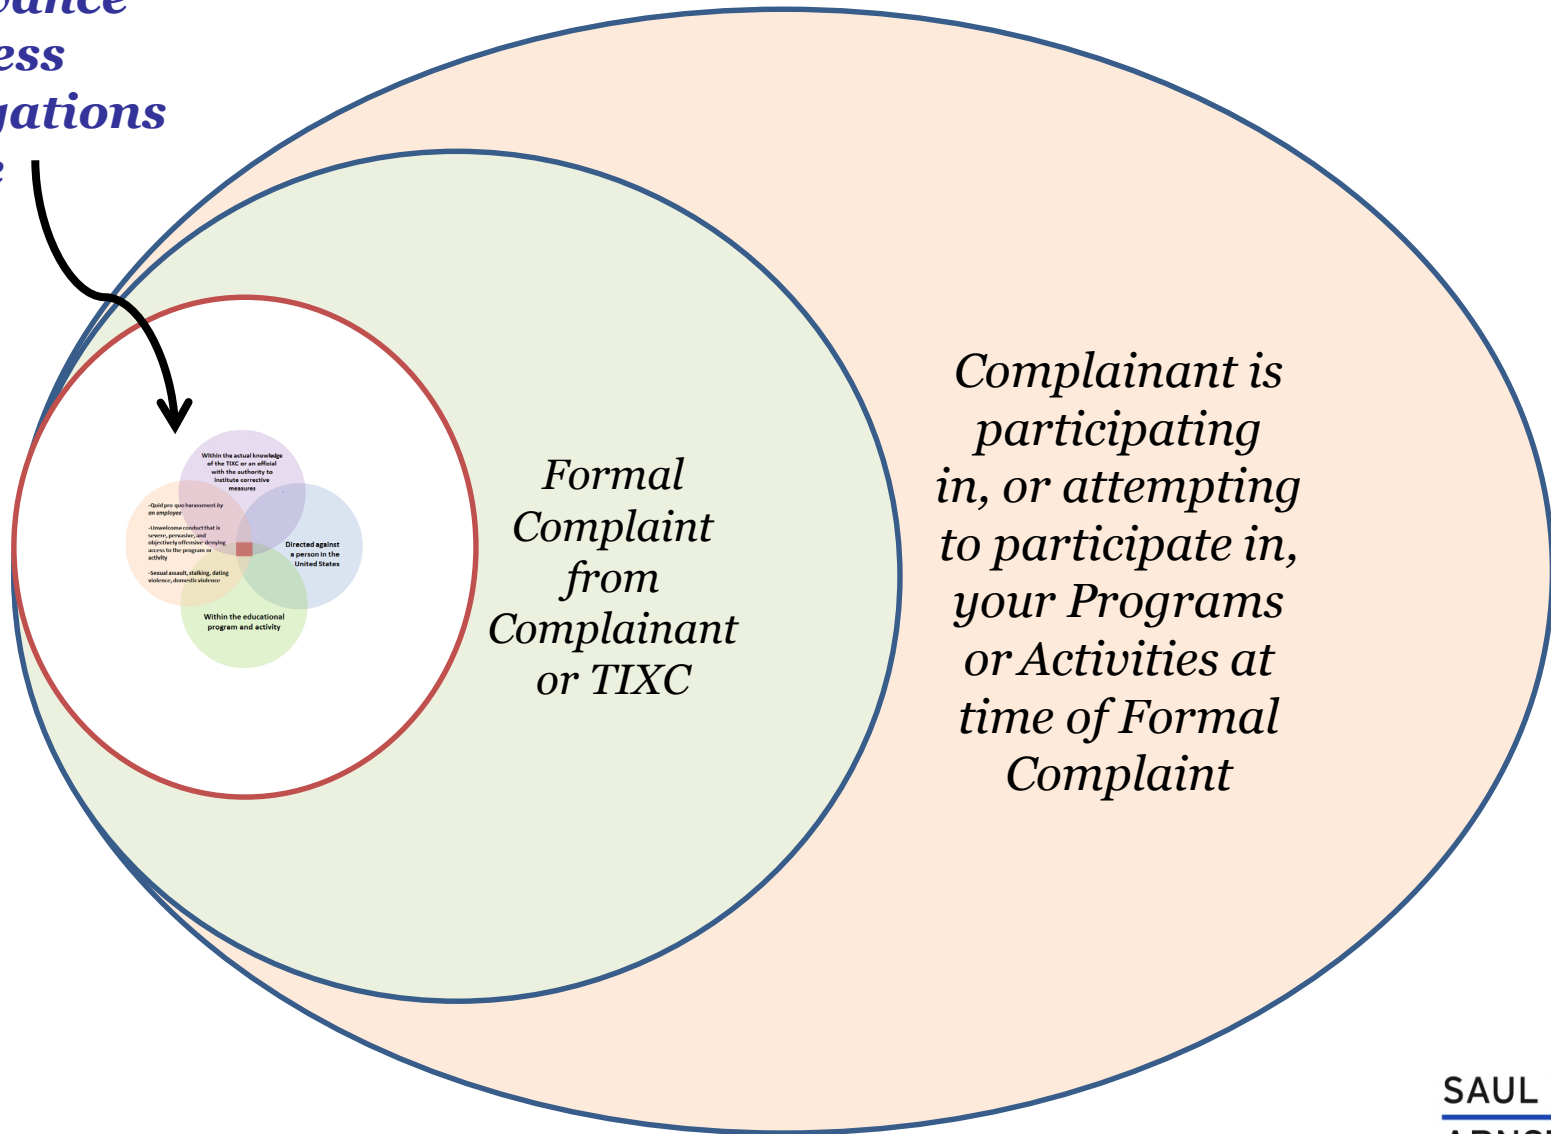 ess
Within the actual knowledge
of the TIXC or an official
with the authority to
institute corrective
measures
-Quid pro quo harassment by
an employee
-Unwelcome conduct that is
severe, pervasive, and
objectively offensive denying
access to the program or
activity
-Sexual assault, stalking, dating
violence, domestic violence
Directed against
a person in the
United States
Within the educational
program and activity
Formal
Complaint
from
Complainant
or TIXC
Complainant is
participating
in, or attempting
to participate in,
your Programs
or Activities at
time of Formal
Complaint
SAUL